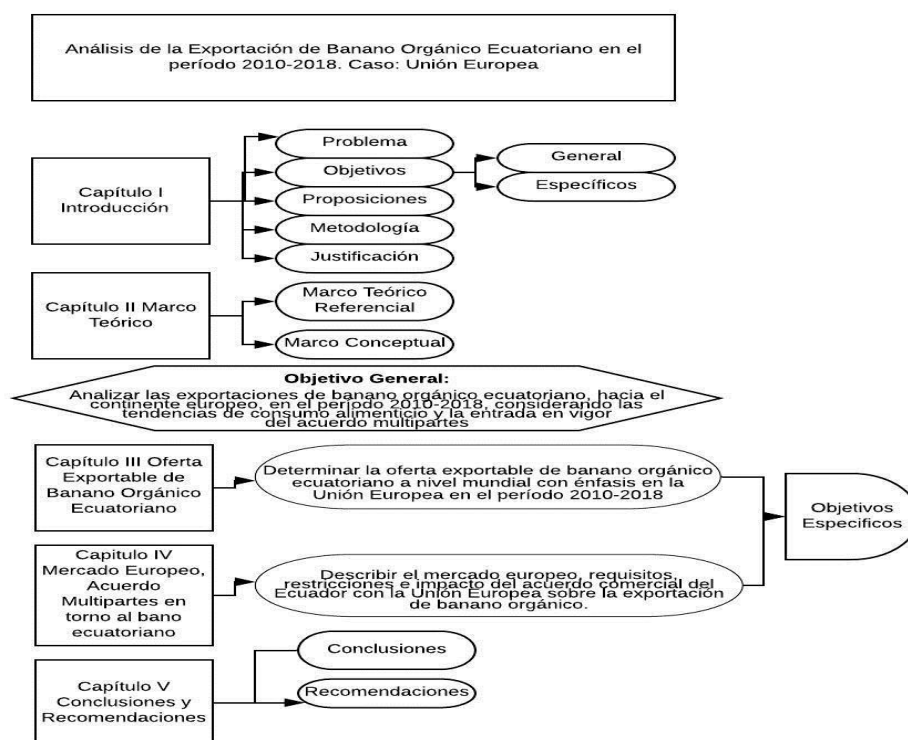 Análisis de la Exportación de Banano Orgánico Ecuatoriano en el
período 2010-2018. Caso: Unión Europea
Capítulo I
Introducción
Problema
Objetivos
Proposiciones
Metodología
Justificación
General
Específicos
Capítulo II Marco
Teórico
Marco Teórico
Referencial
Marco Conceptual
Objetivo General:
Analizar las exportaciones de banano orgánico ecuatoriano, hacia el
continente europeo, en el período 2010-2018, considerando las
tendencias de consumo alimenticio y la entrada en vigor
del acuerdo multipartes
Capítulo III Oferta
Exportable de
Banano Orgánico
Ecuatoriano
Determinar la oferta exportable de banano orgánico
ecuatoriano a nivel mundial con énfasis en la
Unión Europea en el período 2010-2018
Objetivos
Especificos
Capitulo IV
Mercado Europeo,
Acuerdo
Multipartes en
torno al bano
ecuatoriano
Describir el mercado europeo, requisitos,
restricciones e impacto del acuerdo comercial del
Ecuador con la Unión Europea sobre la exportación
de banano orgánico.
Capítulo V
Conclusiones y
Recomendaciones
Conclusiones
Recomendaciones